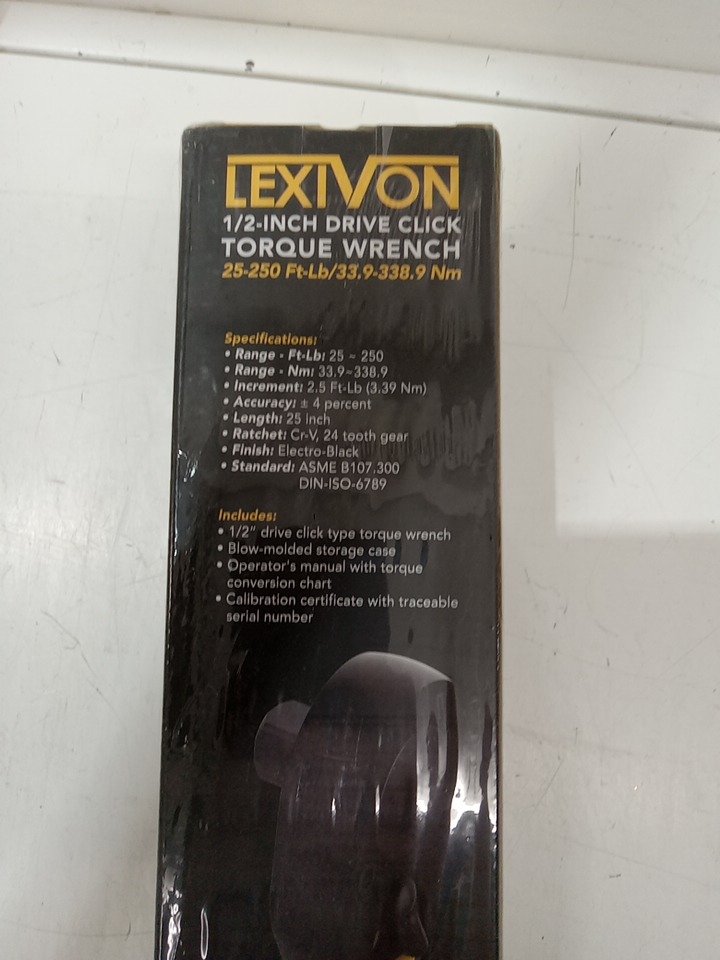 LEXIVON
1/2-INCH DRIVE CLICK
TORQUE WRENCH
25-250 Ft-Lb/33.9-338.9 Nm
Specifications:
• Range - Ft-Lb: 25 ~ 250
• Range - Nm: 33.9~338.9
• Increment: 2.5 Ft-Lb (3.39 Nm)
• Accuracy: ± 4 percent
• Length: 25 inch
• Ratchet: Cr-V, 24 tooth gear
• Finish: Electro-Black
• Standard: ASME B107.300
DIN-ISO-6789
Includes:
• 1/2" drive click type torque wrench
• Blow-molded storage case
• Operator's manual with torque
conversion chart
• Calibration certificate with traceable
serial number